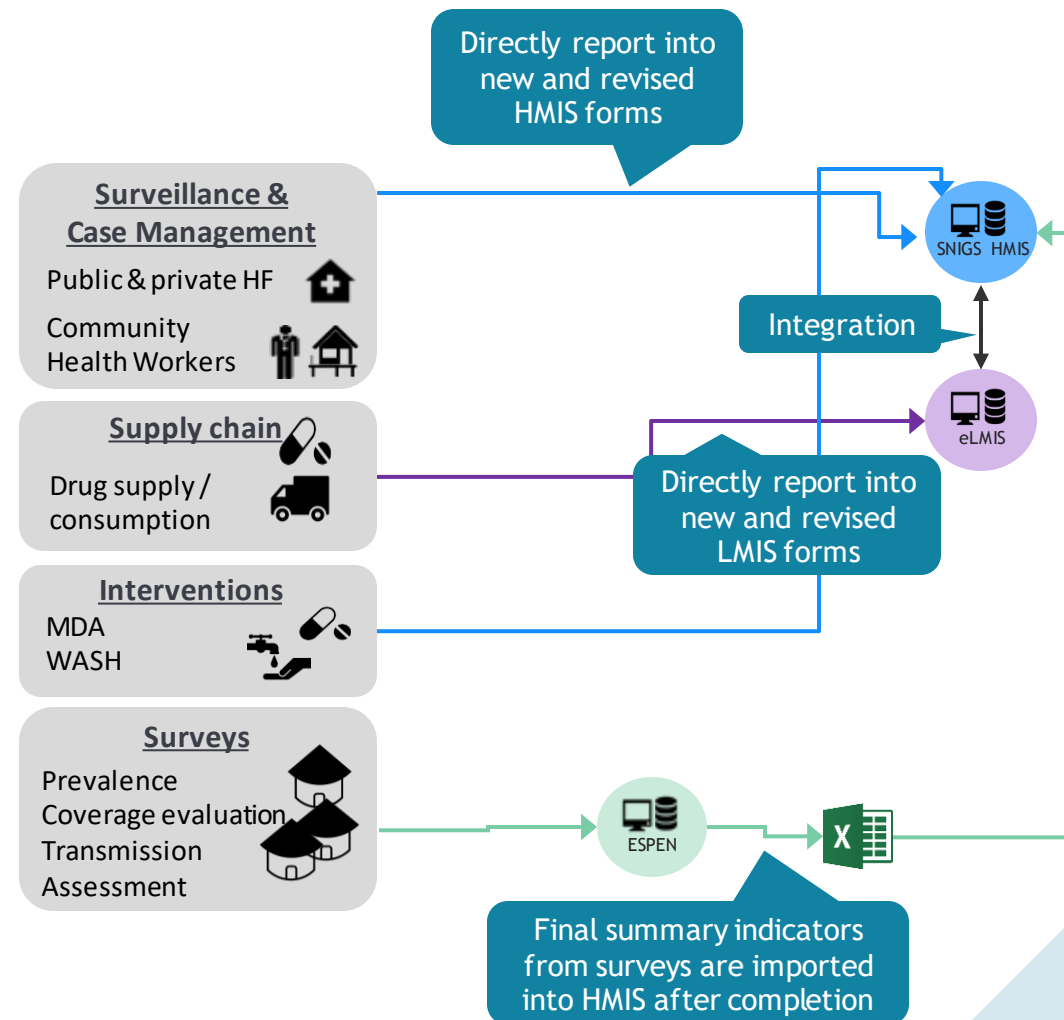 Directly report into
new and revised
HMIS forms
Surveillance &
Case Management
Public & private HF
Community
Health Workers
SNIGS HMIS
Integration
eLMIS
Supply chain
Drug supply /
consumption
Directly report into
new and revised
LMIS forms
Interventions
MDA
WASH
Surveys
Prevalence
Coverage evaluation
Transmission
Assessment
ESPEN
X
Final summary indicators
from surveys are imported
into HMIS after completion